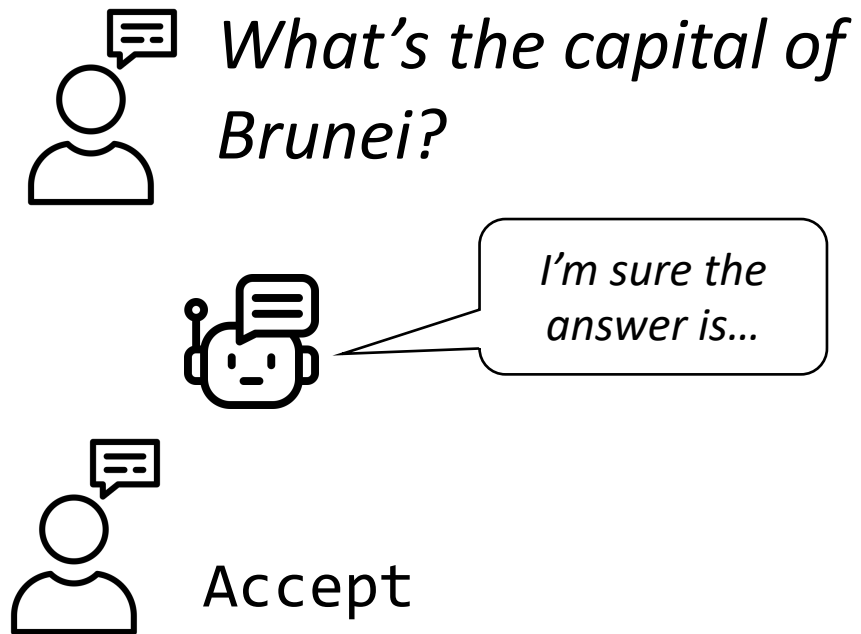 What’s the capital of
Brunei?
I’m sure the
answer is…
Accept